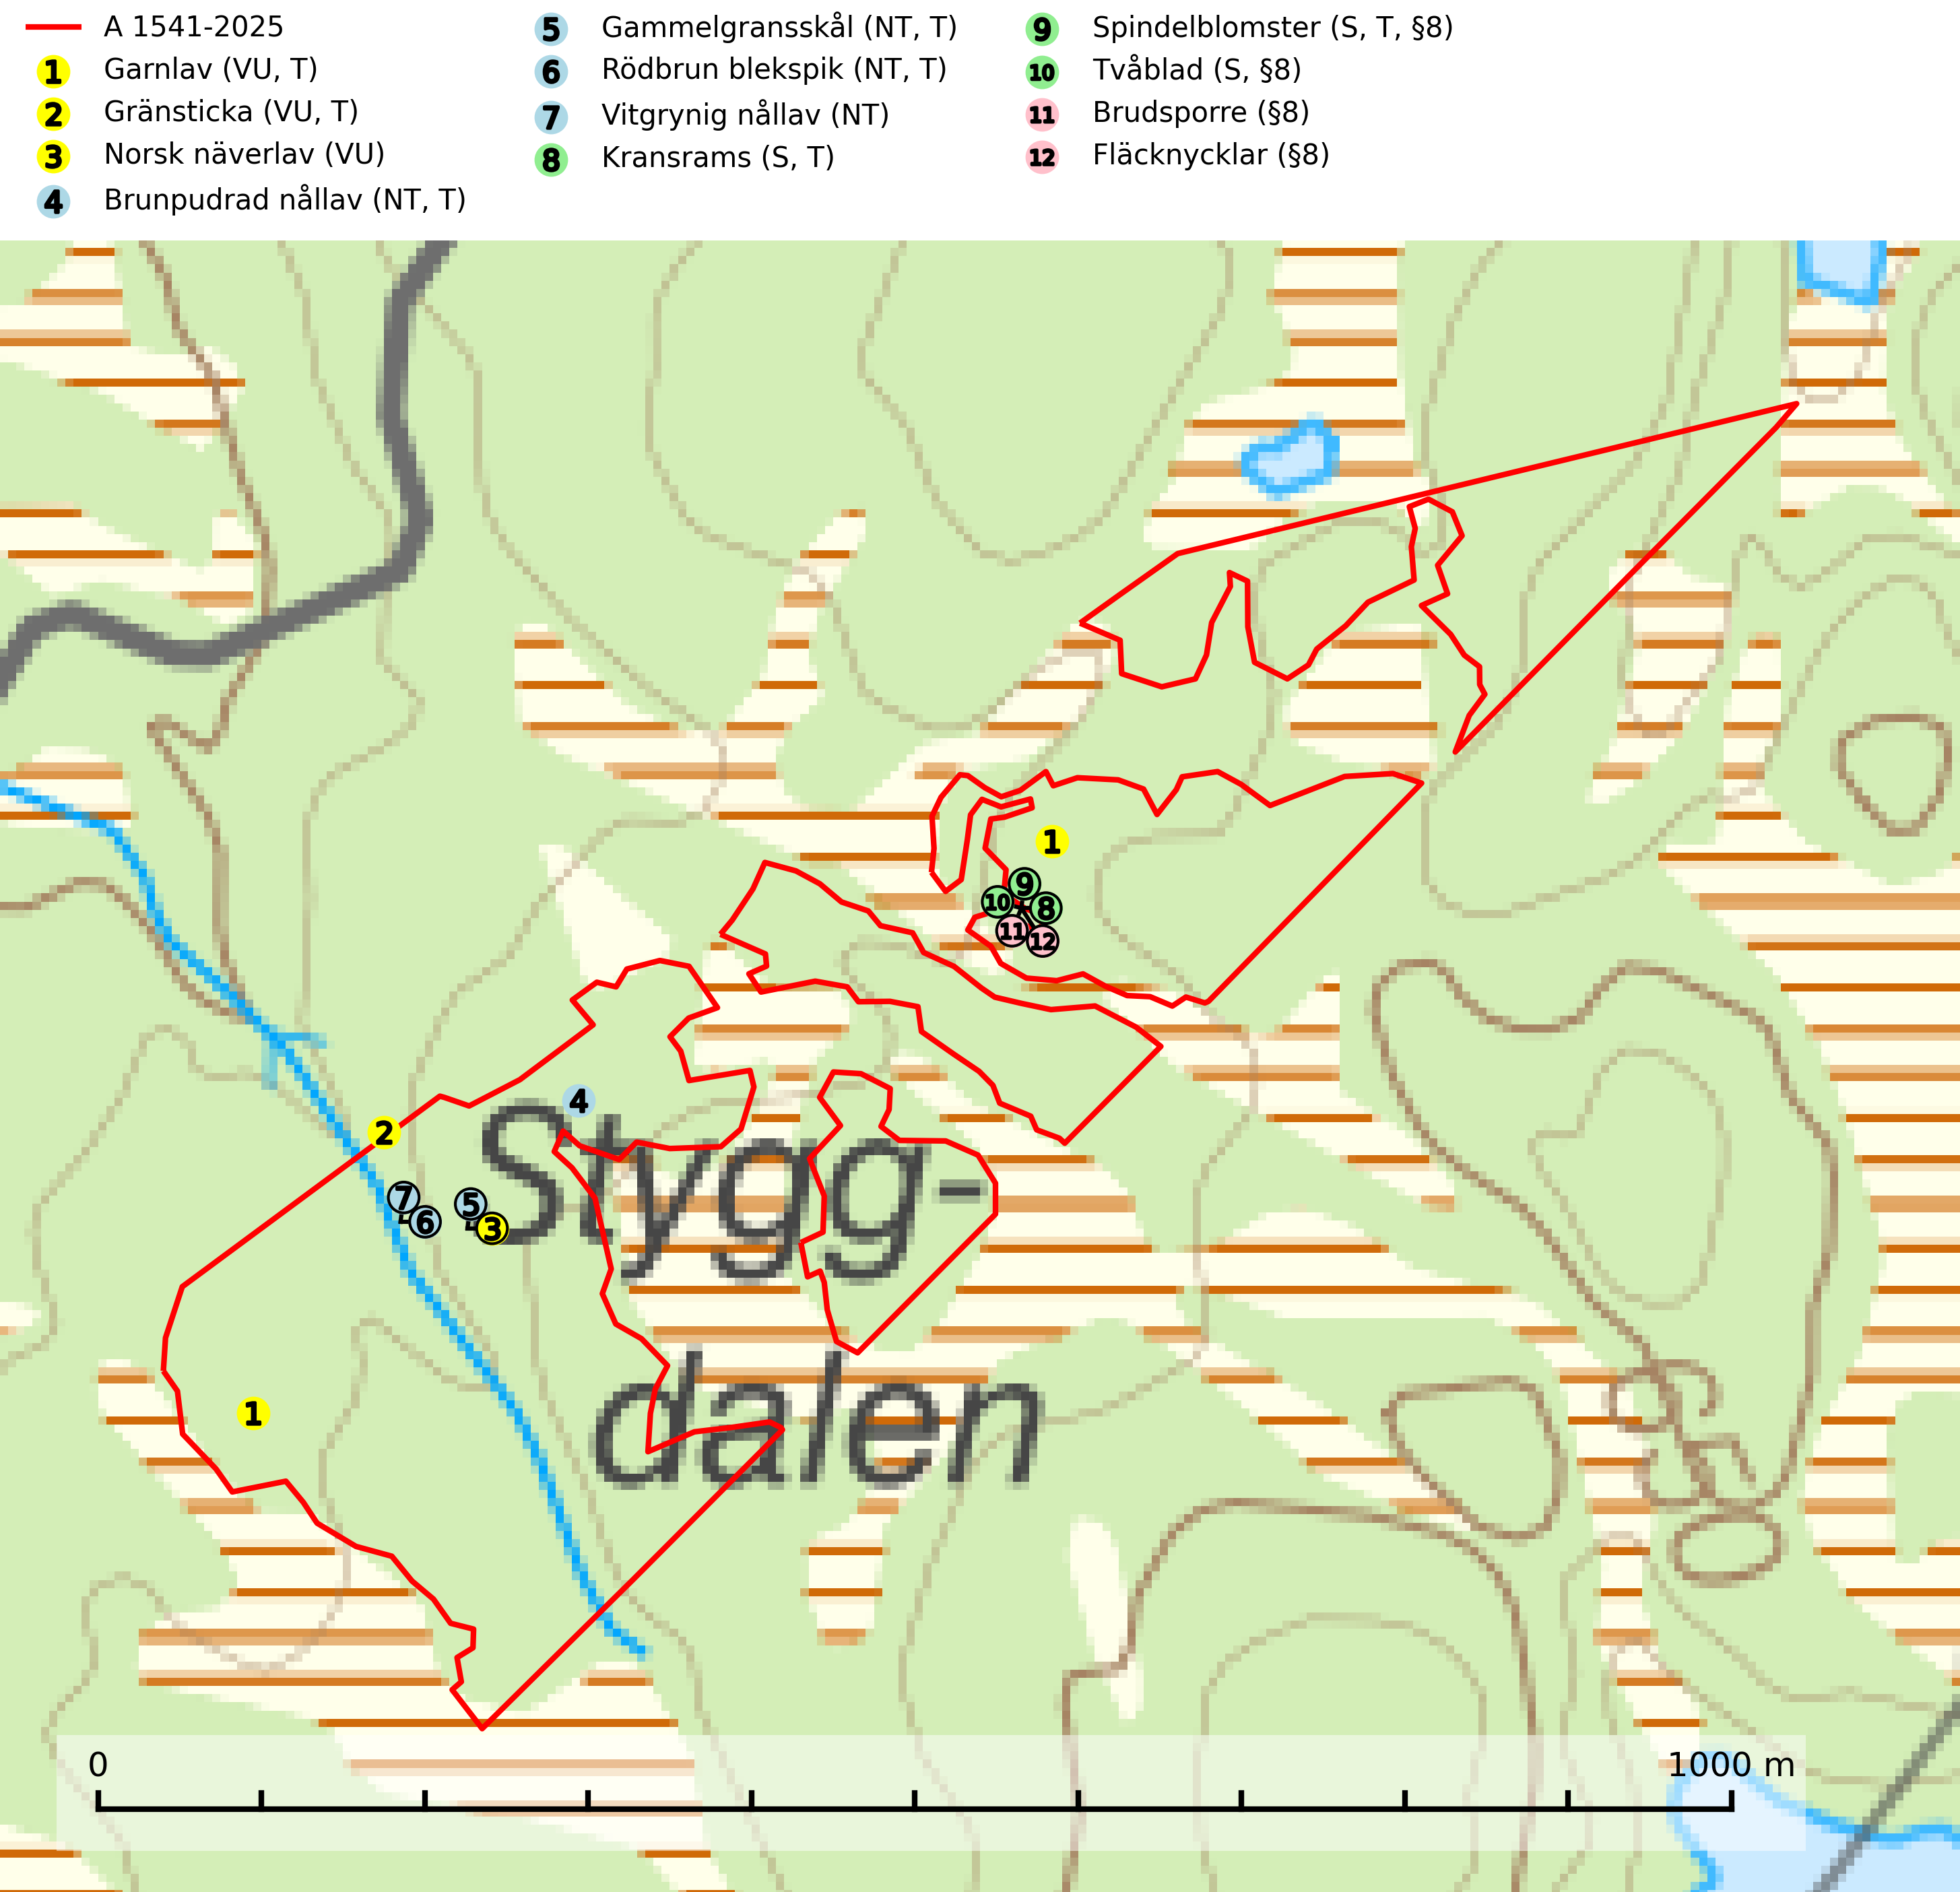 A 1541-2025
1 Garnlav (VU, T)
2 Gränsticka (VU, T)
3 Norsk näverlav (VU)
4 Brunpudrad nållav (NT, T)
5 Gammelgransskål (NT, T)
6 Rödbrun blekspik (NT, T)
7 Vitgrynig nållav (NT)
8 Kransrams (S, T)
9 Spindelblomster (S, T, §8)
10 Tvåblad (S, §8)
11 Brudsporre (§8)
12 Fläcknycklar (§8)
1
9
10 8
11 12
4
2
7 5
6 3
Stygg-
dalen
1
0 1000 m